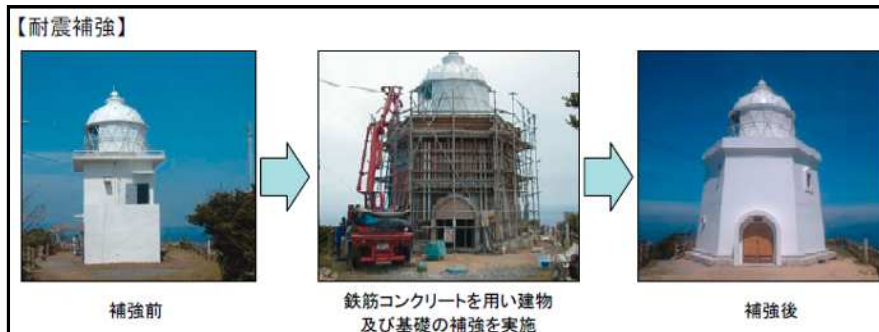 【耐震補強】
補強前
鉄筋コンクリートを用い建物
及び基礎の補強を実施
補強後